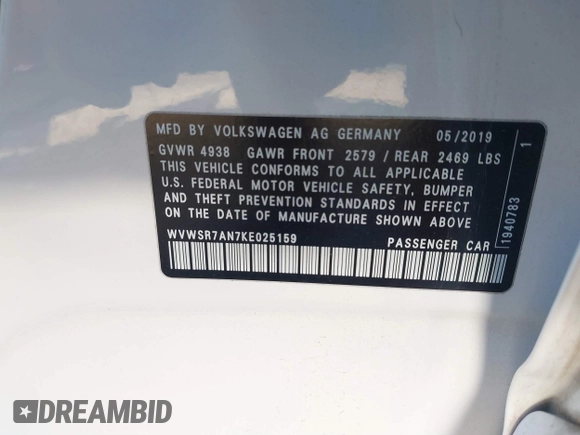 MFD BY VOLKSWAGEN AG GERMANY 05/2019
GVWR 4938 GAWR FRONT 2579 / REAR 2469 LBS
THIS VEHICLE CONFORMS TO ALL APPLICABLE
U.S. FEDERAL MOTOR VEHICLE SAFETY, BUMPER
AND THEFT PREVENTION STANDARDS IN EFFECT
ON THE DATE OF MANUFACTURE SHOWN ABOVE.
WVWSR7AN7KE025159 PASSENGER CAR
1940783 1
DREAMBID